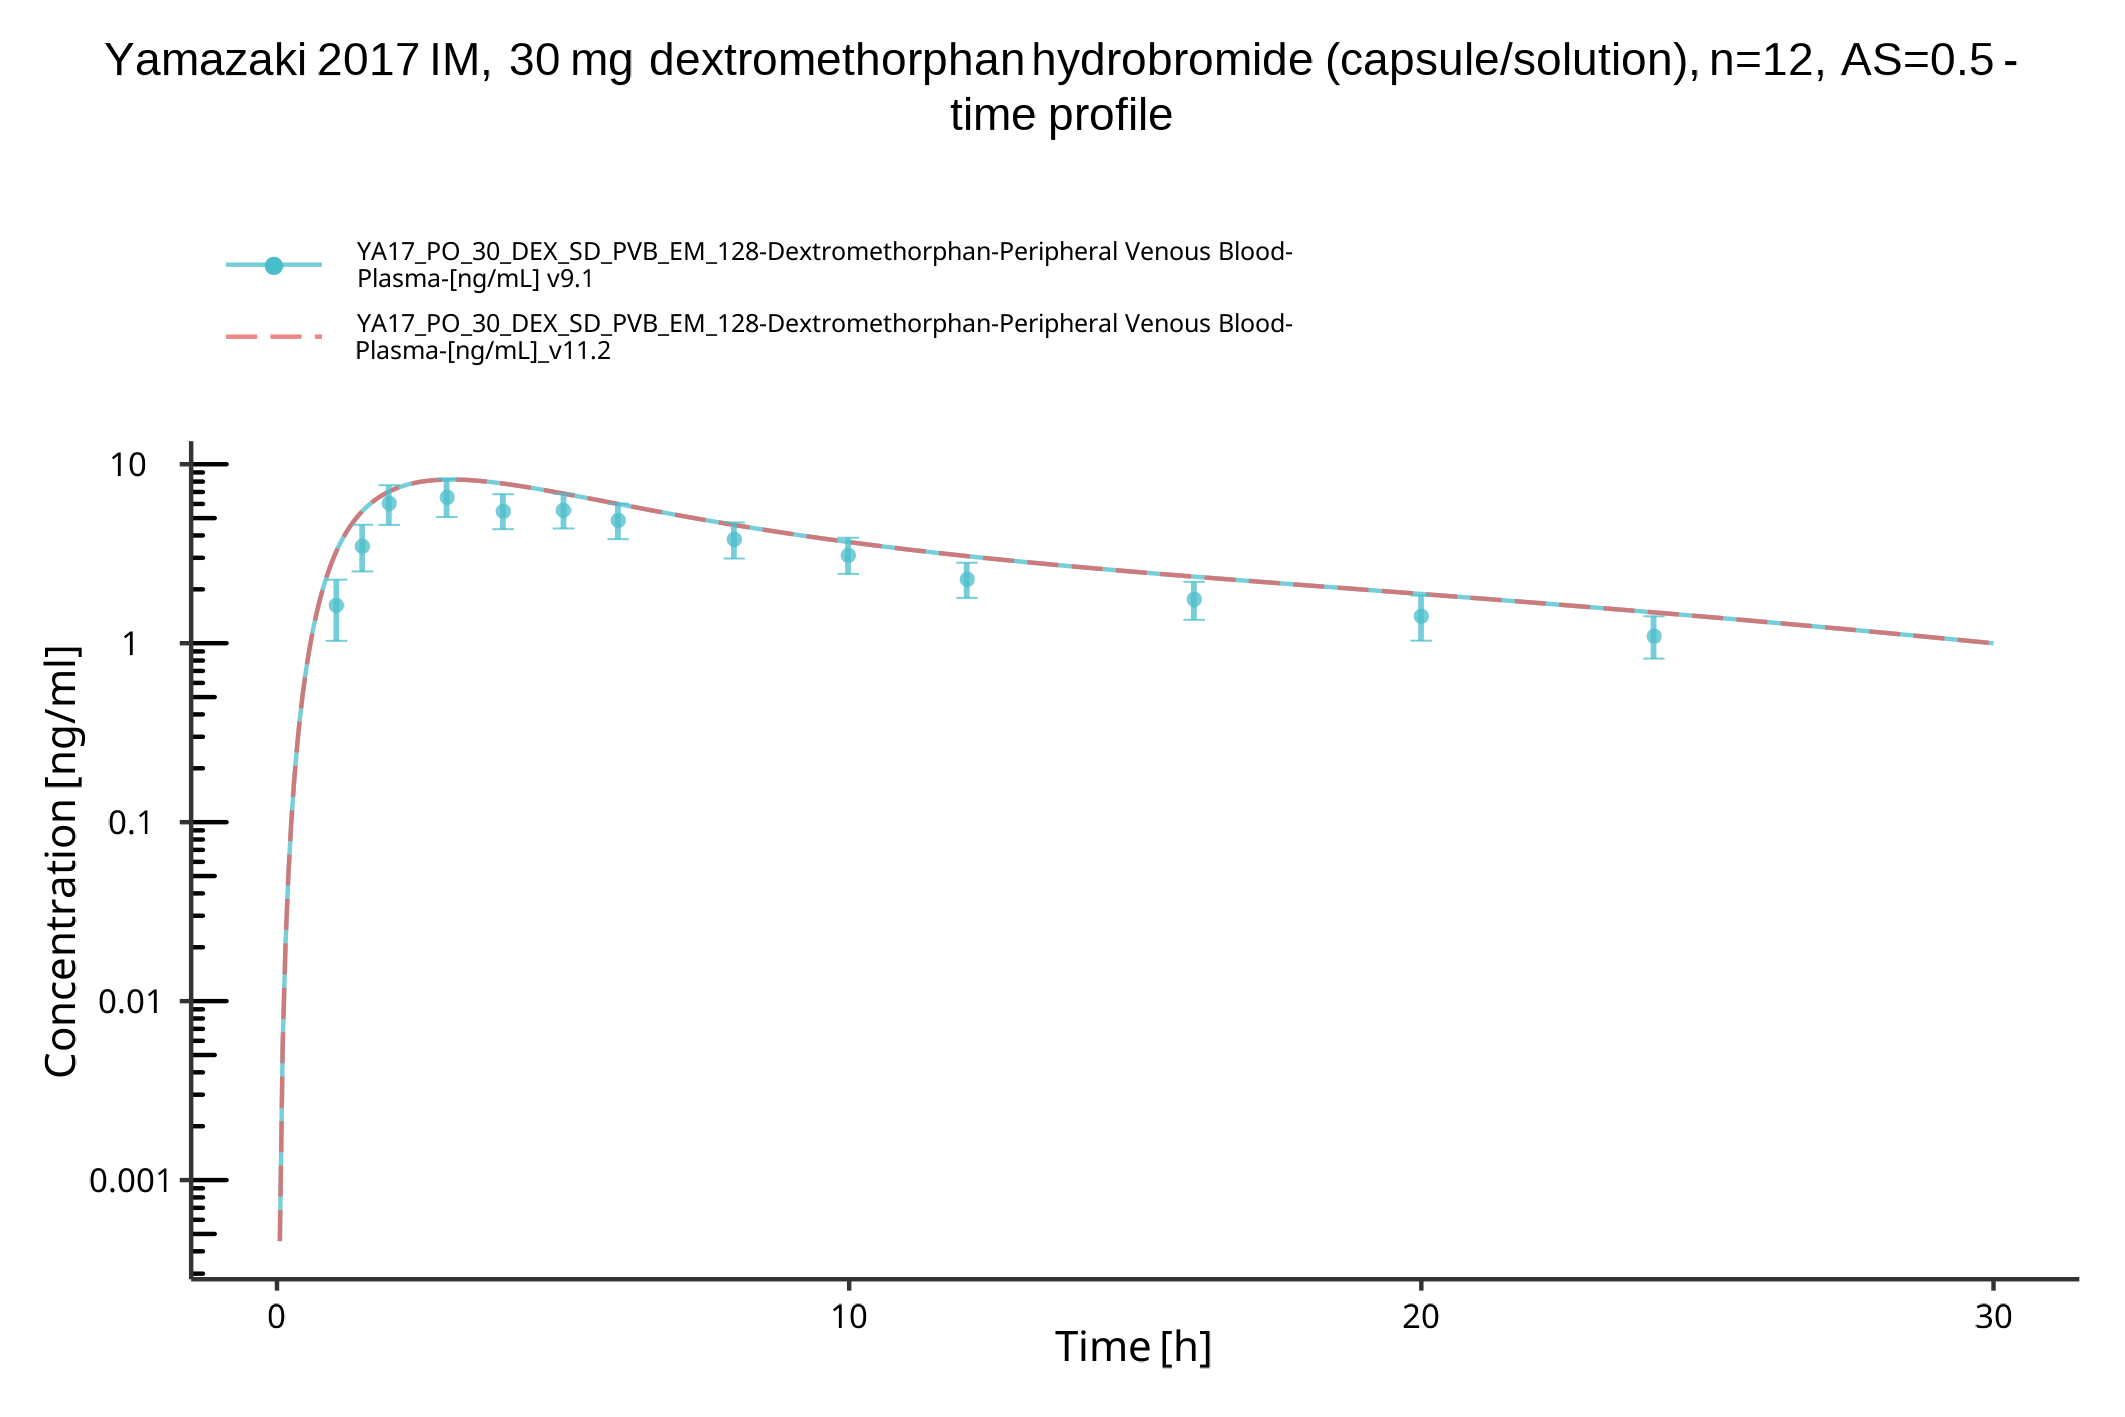 Yamazaki 2017 IM, 30 mg dextromethorphan hydrobromide (capsule/solution), n=12, AS=0.5 -
time profile
YA17_PO_30_DEX_SD_PVB_EM_128-Dextromethorphan-Peripheral Venous Blood-
Plasma-[ng/mL] v9.1
YA17_PO_30_DEX_SD_PVB_EM_128-Dextromethorphan-Peripheral Venous Blood-
Plasma-[ng/mL]_v11.2
Concentration [ng/ml]
10
1
0.1
0.01
0.001
0 10 20 30
Time [h]